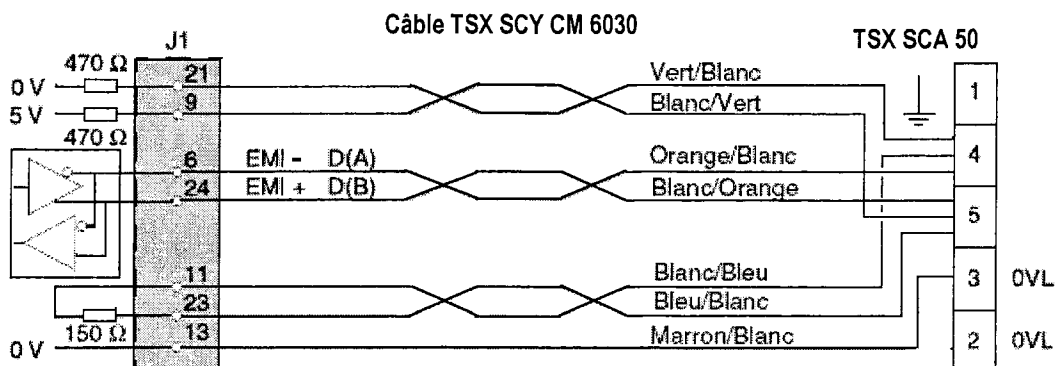 Câble TSX SCY CM 6030
J1
TSX SCA 50
470 Ω
21
Vert/Blanc
0 V
1
9
Blanc/Vert
5 V
470 Ω
6
EMI - D(A)
Orange/Blanc
4
24
EMI + D(B)
Blanc/Orange
5
11
Blanc/Bleu
3
0VL
23
Bleu/Blanc
150 Ω
13
Marron/Blanc
0 V
2
0VL